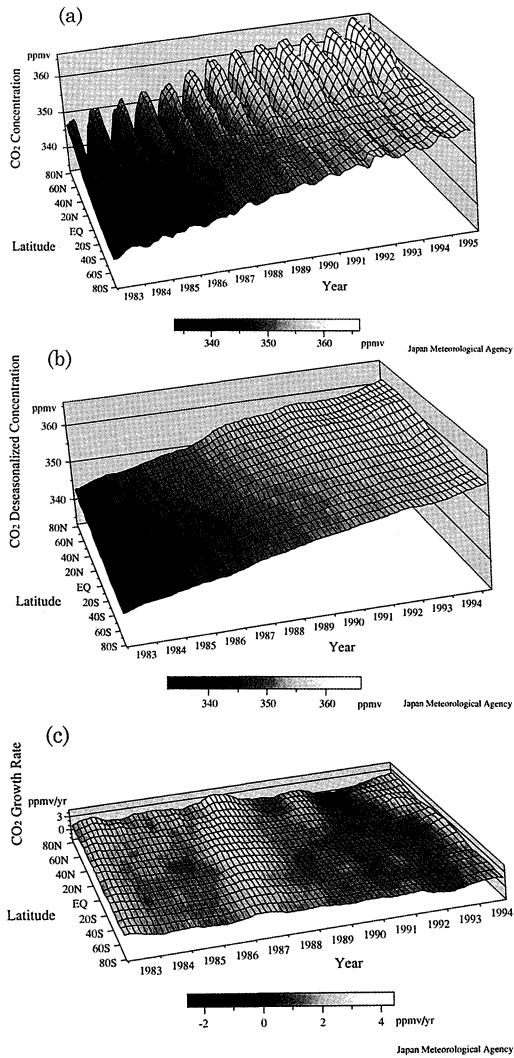 (a)
ppmv
360
350
340
CO2 Concentration
80N
60N
40N
20N
EQ
20S
40S
60S
80S
Latitude
1983 1984 1985 1986 1987 1988 1989 1990 1991 1992 1993 1994 1995
Year
340 350 360 ppmv
Japan Meteorological Agency
(b)
ppmv
360
350
340
CO2 Deseasonalized Concentration
80N
60N
40N
20N
EQ
20S
40S
60S
80S
Latitude
1983 1984 1985 1986 1987 1988 1989 1990 1991 1992 1993 1994
Year
340 350 360 ppmv
Japan Meteorological Agency
(c)
ppmv/yr
3
0
CO2 Growth Rate
80N
60N
40N
20N
EQ
20S
40S
60S
80S
Latitude
1983 1984 1985 1986 1987 1988 1989 1990 1991 1992 1993 1994
Year
-2 0 2 4 ppmv/yr
Japan Meteorological Agency